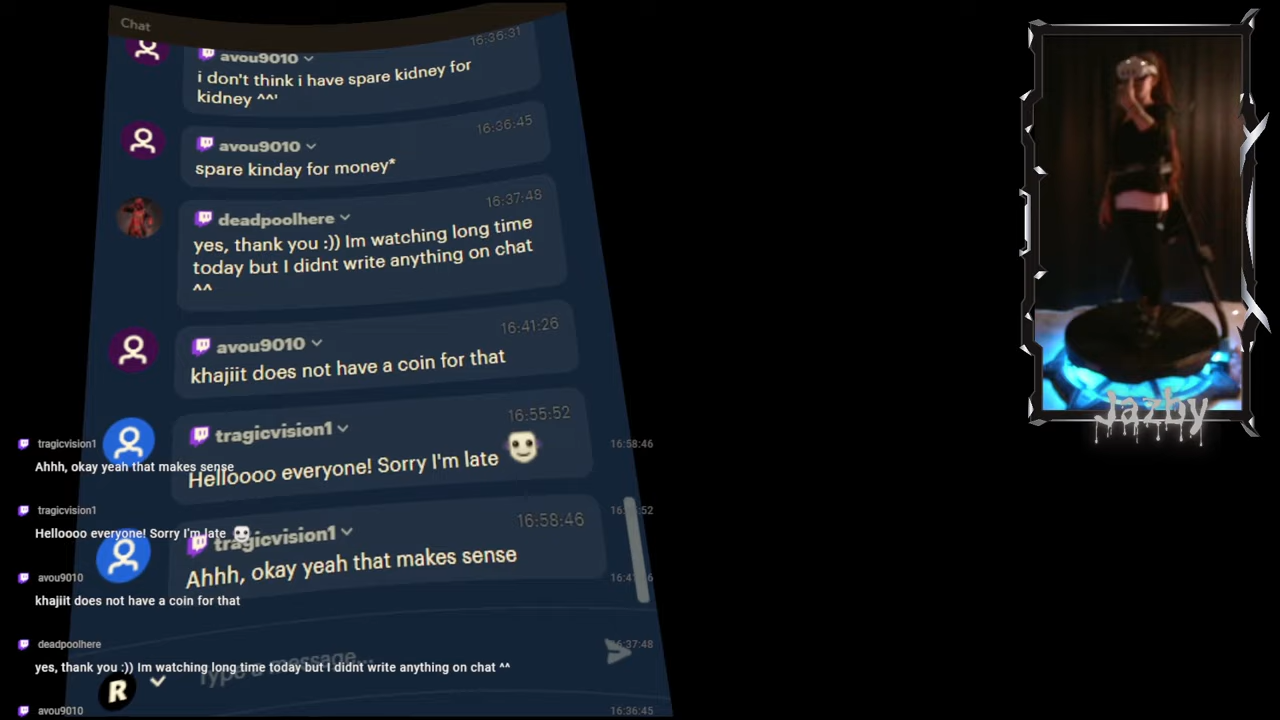 Chat
16:36:31
avou9010
i don't think i have spare kidney for
kidney ^^'
16:36:45
avou9010
spare kinday for money*
16:37:48
deadpoolhere
yes, thank you :)) Im watching long time
today but I didnt write anything on chat
^^
16:41:26
avou9010
khajiit does not have a coin for that
16:55:52
tragicvision1
Helloooo everyone! Sorry I'm late
16:58:46
tragicvision1
Ahhh, okay yeah that makes sense
Type a message...
R
tragicvision1
16:58:46
Ahhh, okay yeah that makes sense
tragicvision1
Helloooo everyone! Sorry I'm late
avou9010
khajiit does not have a coin for that
deadpoolhere
16:37:48
yes, thank you :)) Im watching long time today but I didnt write anything on chat ^^
avou9010
16:36:45
Jazhy